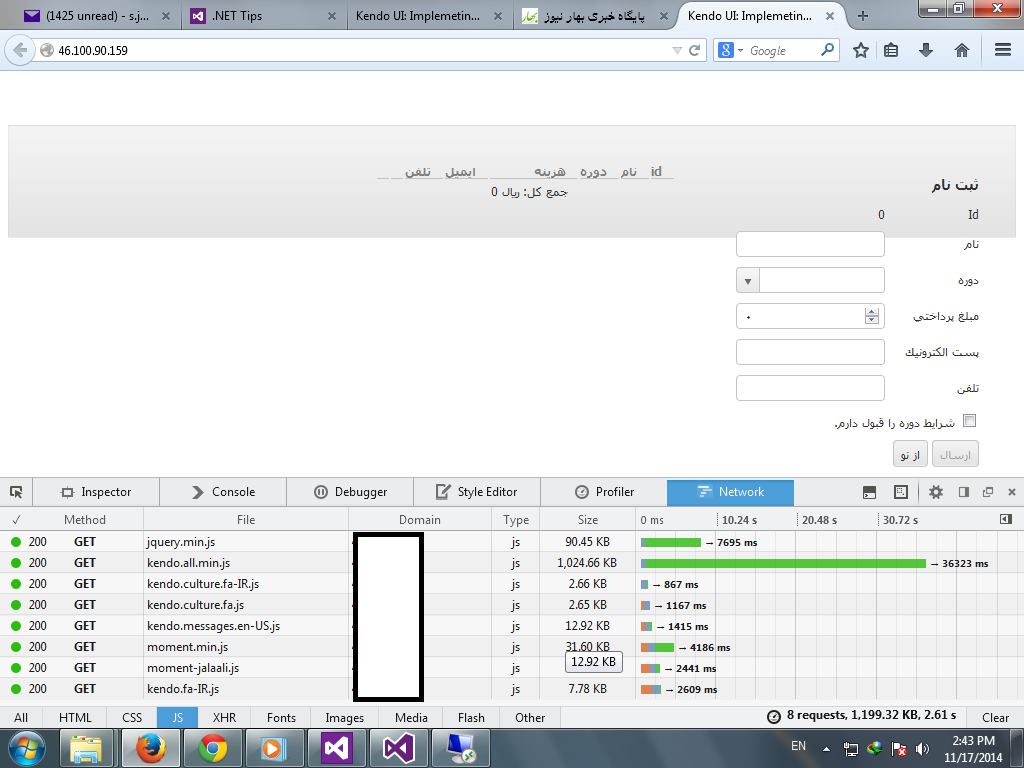 (1425 unread) - s.j...
.NET Tips
Kendo UI: Implemetin...
پایگاه خبری بهار نیوز
Kendo UI: Implemetin...
46.100.90.159
Google
id نام دوره هزینه ایمیل تلفن
جمع کل: ریال 0
ثبت نام
Id 0
نام
دوره
مبلغ پرداختي
پست الكترونيك
تلفن
شرایط دوره را قبول دارم.
ارسال از نو
Inspector Console Debugger Style Editor Profiler Network
✓ Method File Domain Type Size 0 ms 10.24 s 20.48 s 30.72 s
200 GET jquery.min.js js 90.45 KB → 7695 ms
200 GET kendo.all.min.js js 1,024.66 KB → 36323 ms
200 GET kendo.culture.fa-IR.js js 2.66 KB → 867 ms
200 GET kendo.culture.fa.js js 2.65 KB → 1167 ms
200 GET kendo.messages.en-US.js js 12.92 KB → 1415 ms
200 GET moment.min.js js 31.60 KB → 4186 ms
200 GET moment-jalaali.js js → 2441 ms
12.92 KB
200 GET kendo.fa-IR.js js 7.78 KB → 2609 ms
All HTML CSS JS XHR Fonts Images Media Flash Other 8 requests, 1,199.32 KB, 2.61 s Clear
EN
2:43 PM
11/17/2014